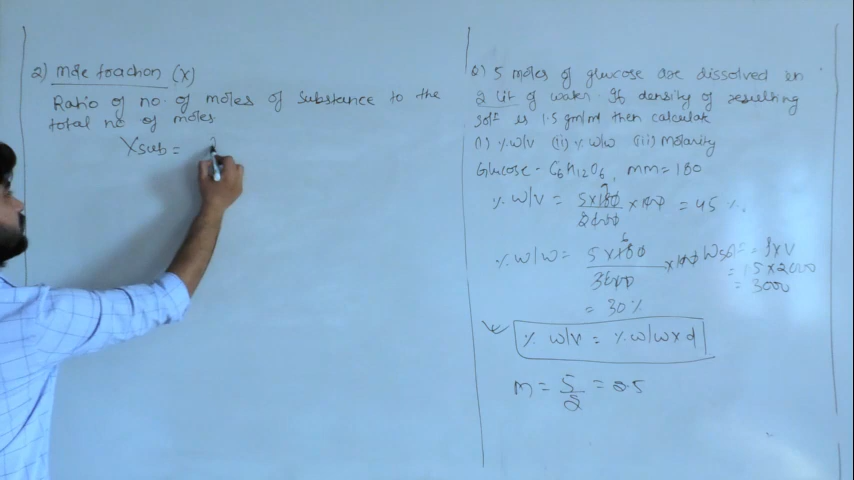 2) Mole fraction (X)
Ratio of no. of moles of substance to the
total no of moles
Xsub =
Q) 5 moles of glucose are dissolved in
2 lit of water. If density of resulting
solⁿ is 1.5 gm/ml then calculate
(i) % w/v (ii) % w/w (iii) Molarity
Glucose - C6H12O6, mm = 180
% w/v = 5 x 180 / 2000 x 100 = 45 %.
% w/w = 5 x 180 / 3000 x 100 = 30 %
Wsol = = d x V
= 1.5 x 2000
= 3000
% w/v = % w/w x d
M = 5/2 = 2.5